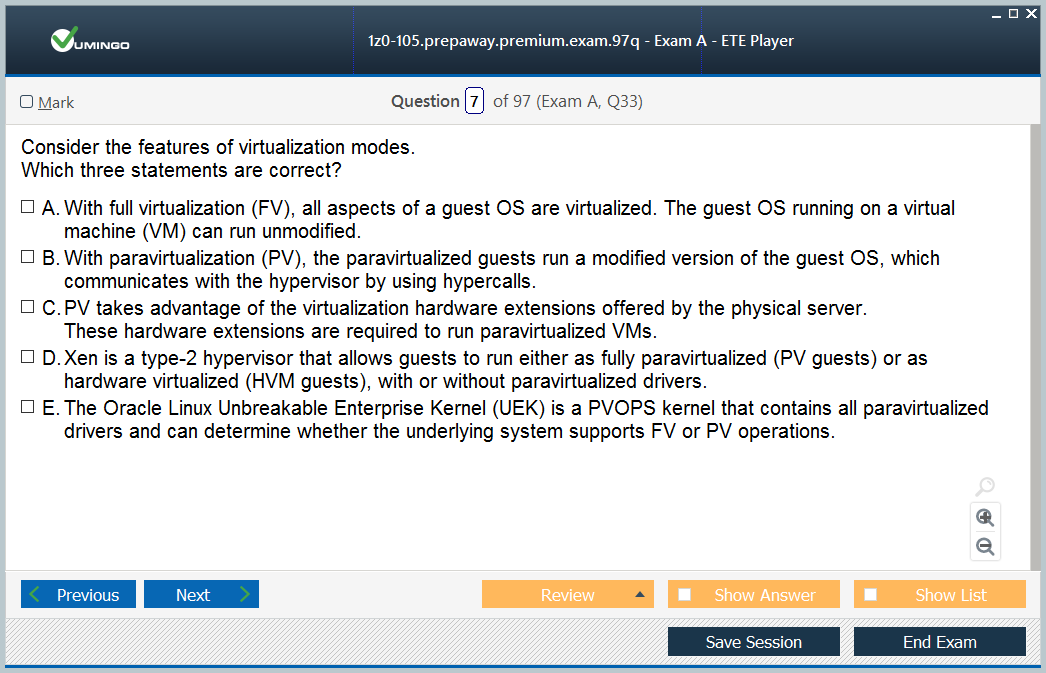 VUMINGO
1z0-105.prepaway.premium.exam.97q - Exam A - ETE Player
Mark
Question 7 of 97 (Exam A, Q33)
Consider the features of virtualization modes.
Which three statements are correct?
A. With full virtualization (FV), all aspects of a guest OS are virtualized. The guest OS running on a virtual
machine (VM) can run unmodified.
B. With paravirtualization (PV), the paravirtualized guests run a modified version of the guest OS, which
communicates with the hypervisor by using hypercalls.
C. PV takes advantage of the virtualization hardware extensions offered by the physical server.
These hardware extensions are required to run paravirtualized VMs.
D. Xen is a type-2 hypervisor that allows guests to run either as fully paravirtualized (PV guests) or as
hardware virtualized (HVM guests), with or without paravirtualized drivers.
E. The Oracle Linux Unbreakable Enterprise Kernel (UEK) is a PVOPS kernel that contains all paravirtualized
drivers and can determine whether the underlying system supports FV or PV operations.
Previous Next Review Show Answer Show List
Save Session End Exam